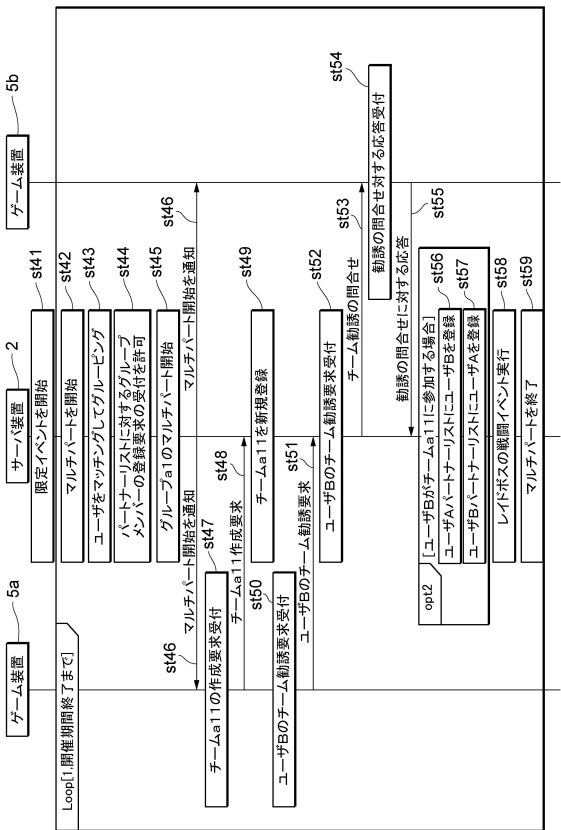 ゲーム装置
5a
サーバ装置
2
ゲーム装置
5b
限定イベントを開始
st41
Loop[1,開催期間終了まで]
マルチパートを開始
st42
ユーザをマッチングしてグルーピング
st43
パートナーリストに対するグループ
メンバーの登録要求の受付を許可
st44
グループa1のマルチパート開始
st45
マルチパート開始を通知
st46
マルチパート開始を通知
st46
チームa11の作成要求受付
st47
チームa11作成要求
st48
チームa11を新規登録
st49
ユーザBのチーム勧誘要求受付
st50
ユーザBのチーム勧誘要求
st51
ユーザBのチーム勧誘要求受付
st52
チーム勧誘の問合せ
st53
勧誘の問合せ対する応答受付
st54
勧誘の問合せに対する応答
st55
opt2
[ユーザBがチームa11に参加する場合]
ユーザAパートナーリストにユーザBを登録
st56
ユーザBパートナーリストにユーザAを登録
st57
レイドボスの戦闘イベント実行
st58
マルチパートを終了
st59